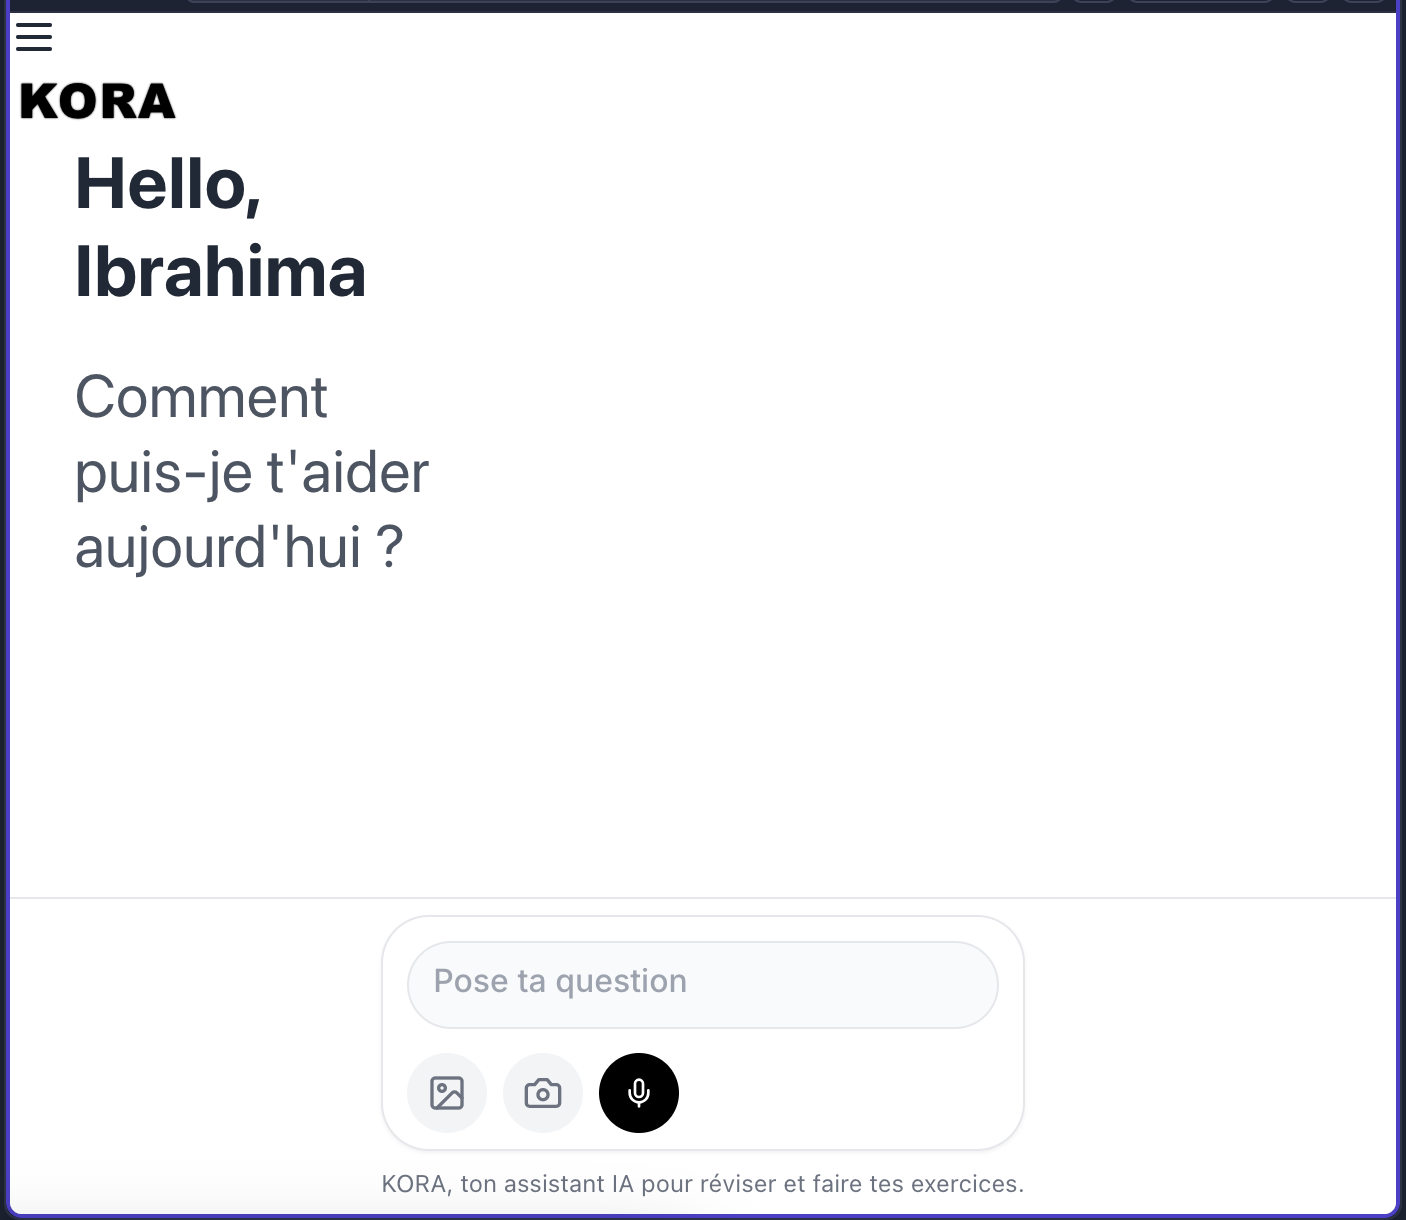 KORA
Hello,
Ibrahima
Comment
puis-je t'aider
aujourd'hui ?
Pose ta question
KORA, ton assistant IA pour réviser et faire tes exercices.